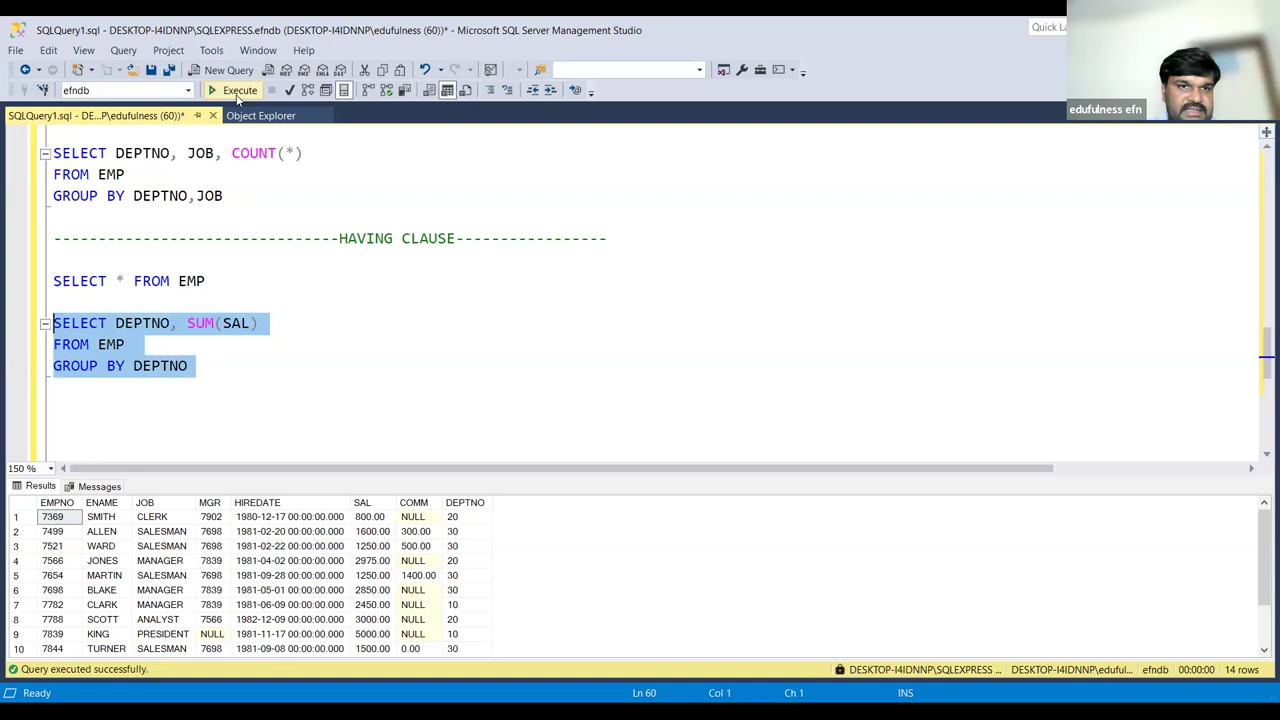 SQLQuery1.sql - DESKTOP-I4IDNNP\SQLEXPRESS.efndb (DESKTOP-I4IDNNP\edufulness (60))* - Microsoft SQL Server Management Studio
Quick La
File Edit View Query Project Tools Window Help
New Query
efndb Execute
edufulness efn
SQLQuery1.sql - DE...P\edufulness (60))* Object Explorer
SELECT DEPTNO, JOB, COUNT(*)
FROM EMP
GROUP BY DEPTNO,JOB
--------------------------------HAVING CLAUSE-----------------
SELECT * FROM EMP
SELECT DEPTNO, SUM(SAL)
FROM EMP
GROUP BY DEPTNO
150 %
Results Messages
EMPNO ENAME JOB MGR HIREDATE SAL COMM DEPTNO
1 7369 SMITH CLERK 7902 1980-12-17 00:00:00.000 800.00 NULL 20
2 7499 ALLEN SALESMAN 7698 1981-02-20 00:00:00.000 1600.00 300.00 30
3 7521 WARD SALESMAN 7698 1981-02-22 00:00:00.000 1250.00 500.00 30
4 7566 JONES MANAGER 7839 1981-04-02 00:00:00.000 2975.00 NULL 20
5 7654 MARTIN SALESMAN 7698 1981-09-28 00:00:00.000 1250.00 1400.00 30
6 7698 BLAKE MANAGER 7839 1981-05-01 00:00:00.000 2850.00 NULL 30
7 7782 CLARK MANAGER 7839 1981-06-09 00:00:00.000 2450.00 NULL 10
8 7788 SCOTT ANALYST 7566 1982-12-09 00:00:00.000 3000.00 NULL 20
9 7839 KING PRESIDENT NULL 1981-11-17 00:00:00.000 5000.00 NULL 10
10 7844 TURNER SALESMAN 7698 1981-09-08 00:00:00.000 1500.00 0.00 30
Query executed successfully. DESKTOP-I4IDNNP\SQLEXPRESS ... DESKTOP-I4IDNNP\eduful... efndb 00:00:00 14 rows
Ready Ln 60 Col 1 Ch 1 INS